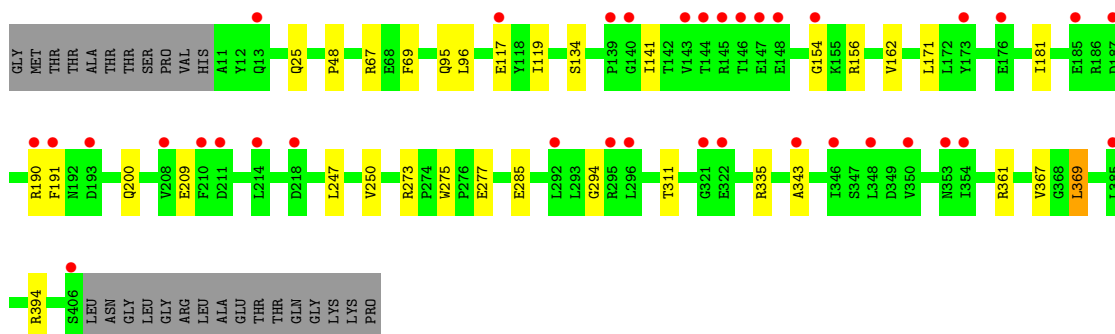 GLY
MET
THR
THR
ALA
THR
THR
SER
PRO
VAL
HIS
A11
Y12
Q13
Q25
P48
R67
E68
F69
Q95
L96
E117
Y118
I119
S134
P139
G140
I141
T142
V143
T144
R145
T146
E147
E148
G154
K155
R156
V162
L171
L172
Y173
E176
I181
E185
R186
D187
R190
F191
N192
D193
Q200
V208
E209
F210
D211
L214
D218
L247
V250
R273
P274
W275
P276
E277
E285
L292
L293
G294
R295
L296
T311
G321
E322
R335
A343
I346
S347
L348
D349
V350
N353
I354
R361
V367
G368
L369
R394
S406
LEU
ASN
GLY
LEU
GLY
ARG
LEU
ALA
GLU
THR
THR
GLN
GLY
LYS
LYS
PRO